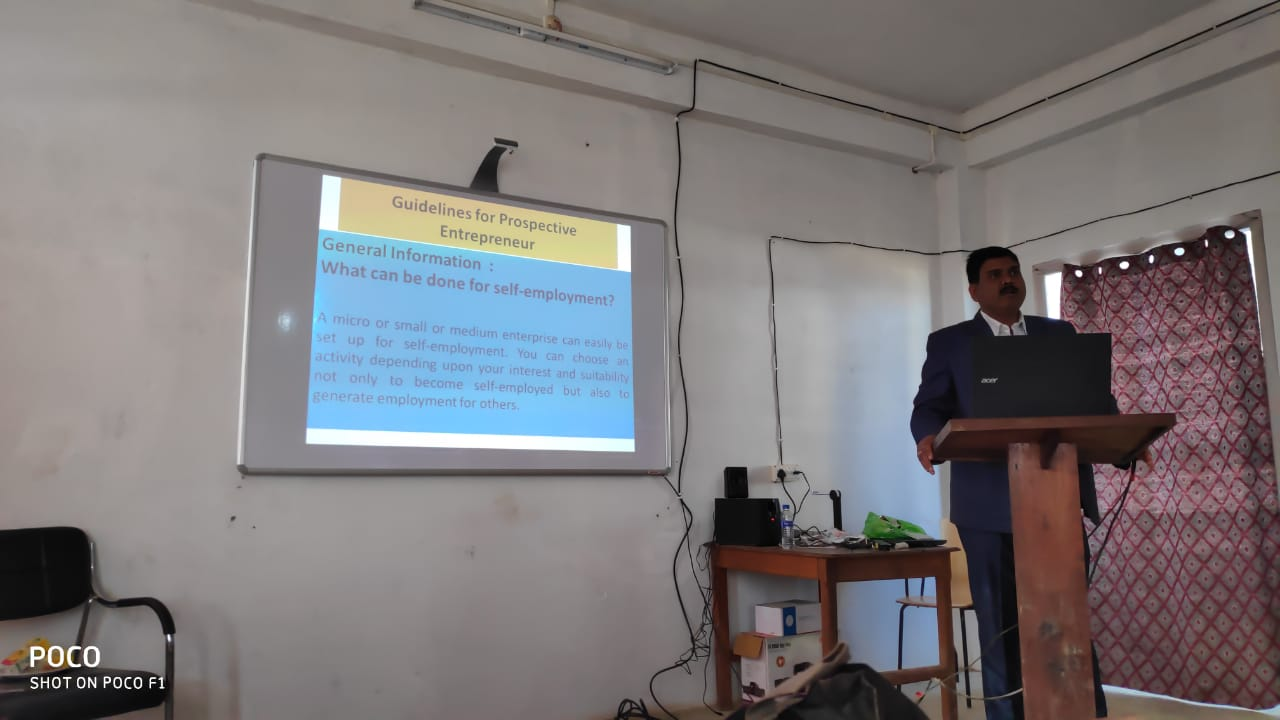 Guidelines for Prospective
Entrepreneur
General Information :
What can be done for self-employment?
A micro or small or medium enterprise can easily be
set up for self-employment. You can choose an
activity depending upon your interest and suitability
not only to become self-employed but also to
generate employment for others.
acer
POCO
SHOT ON POCO F1